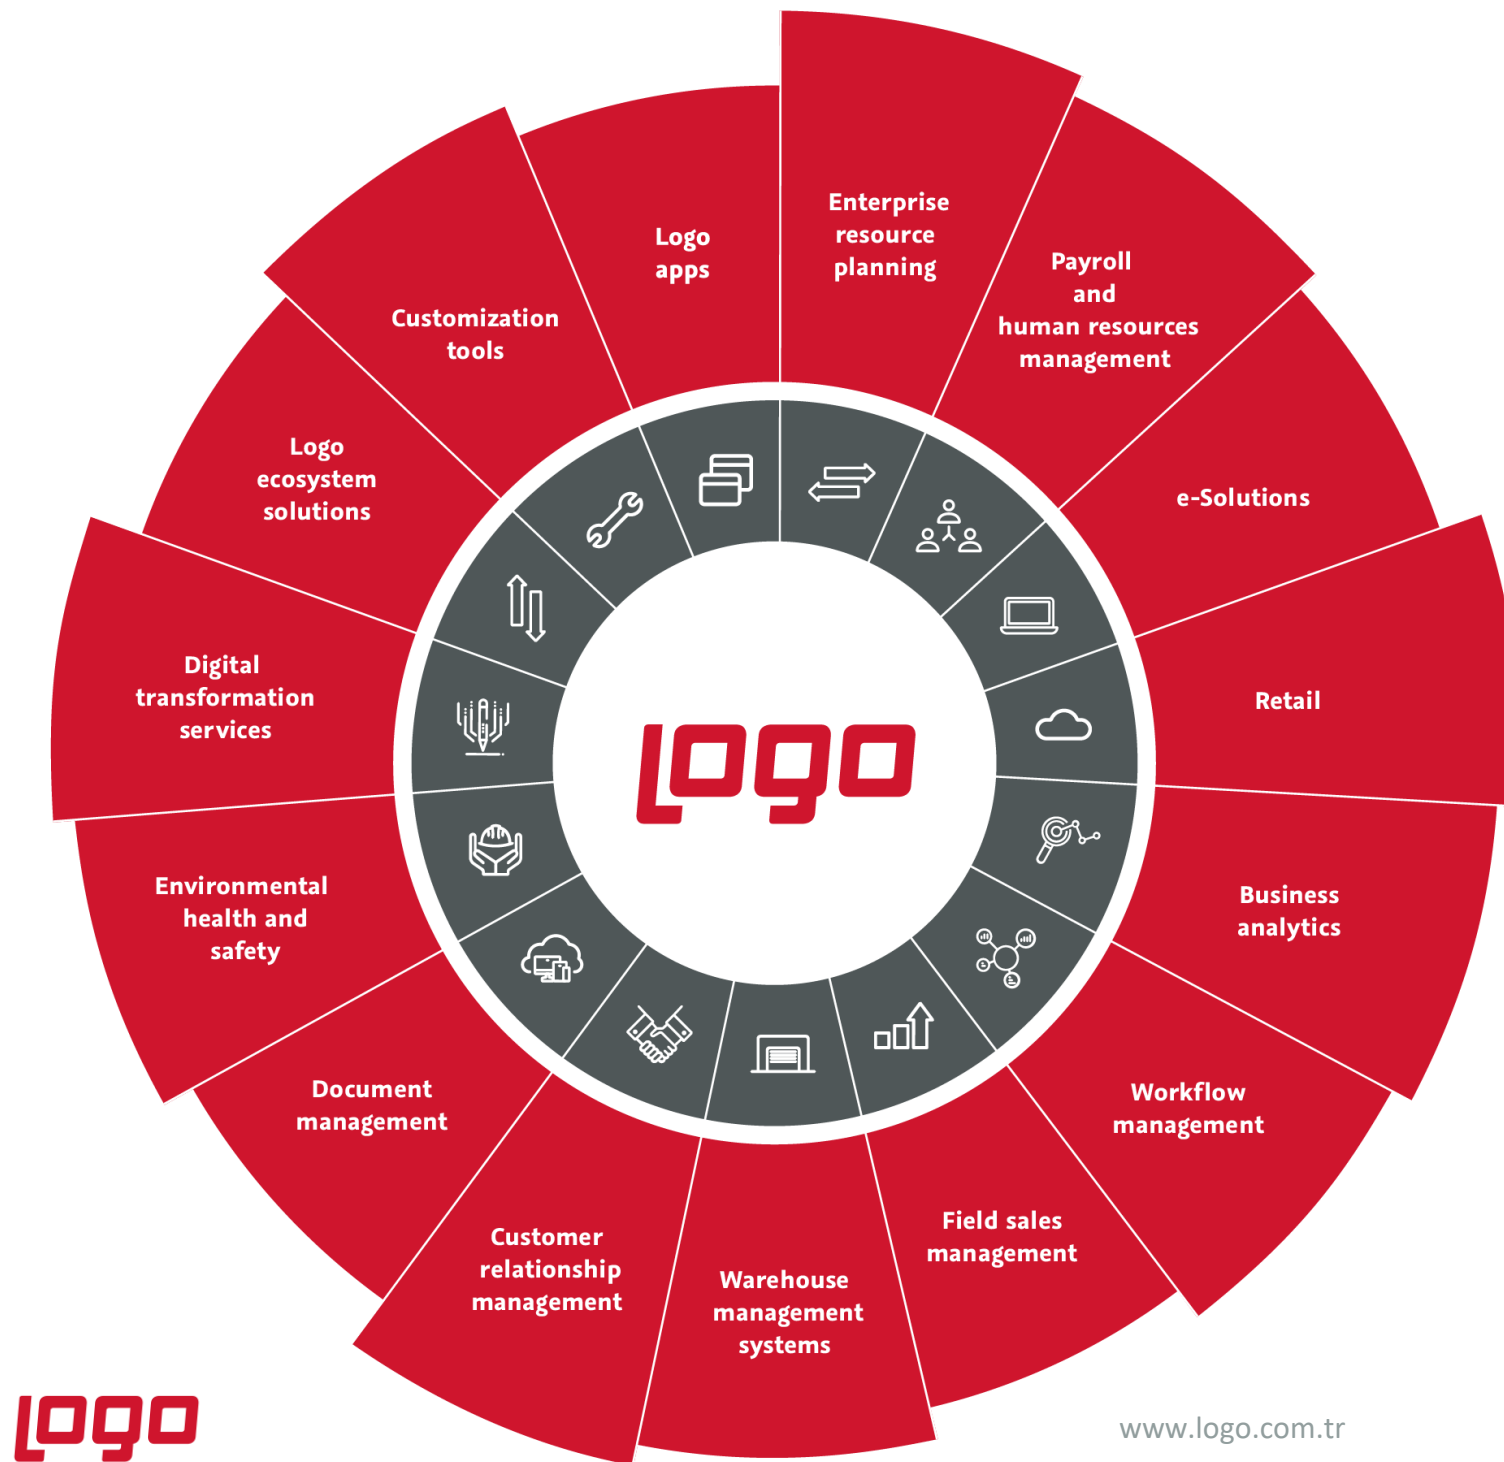 Enterprise
resource
planning
Payroll
and
human resources
management
e-Solutions
Retail
Business
analytics
Workflow
management
Field sales
management
Warehouse
management
systems
Customer
relationship
management
Document
management
Environmental
health and
safety
Digital
transformation
services
Logo
ecosystem
solutions
Customization
tools
Logo
apps
logo
logo
www.logo.com.tr